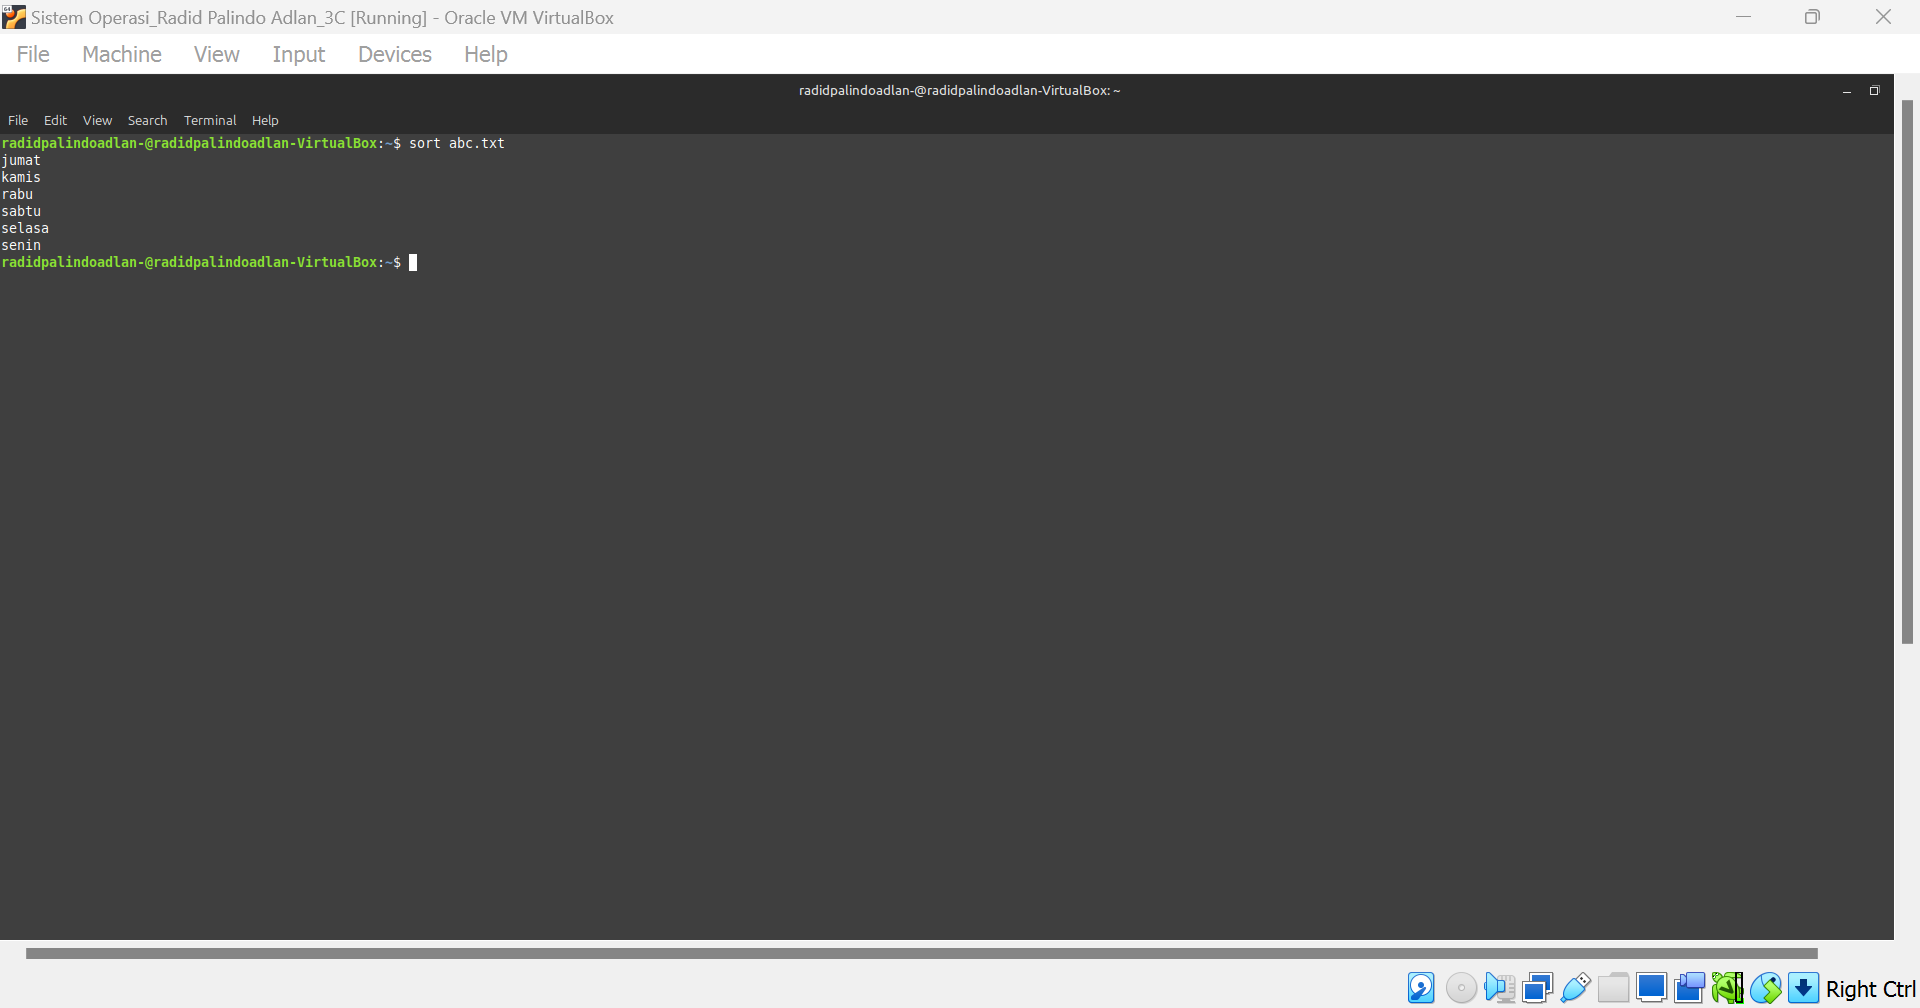 Sistem Operasi_Radid Palindo Adlan_3C [Running] - Oracle VM VirtualBox
File Machine View Input Devices Help
radidpalindoadlan-@radidpalindoadlan-VirtualBox: ~
File Edit View Search Terminal Help
radidpalindoadlan-@radidpalindoadlan-VirtualBox:~$ sort abc.txt
jumat
kamis
rabu
sabtu
selasa
senin
radidpalindoadlan-@radidpalindoadlan-VirtualBox:~$
Right Ctrl